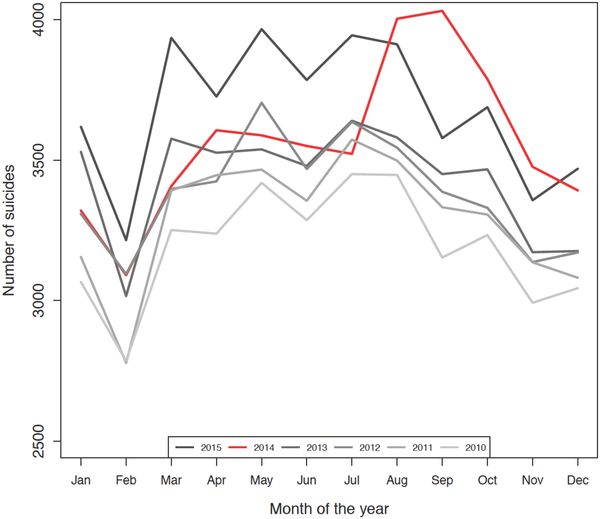 4000
3500
3000
2500
Number of suicides
2015 2014 2013 2012 2011 2010
Jan Feb Mar Apr May Jun Jul Aug Sep Oct Nov Dec
Month of the year